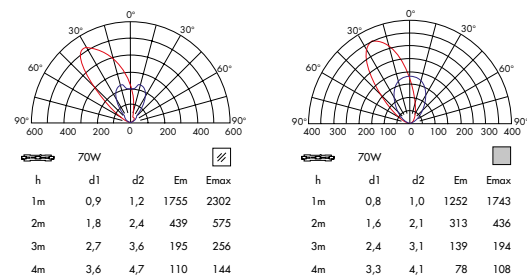 0°
30° 30°
60° 60°
90° 90°
600 400 200 0 200 400 600
70W
h d1 d2 Em Emax
1m 0,9 1,2 1755 2302
2m 1,8 2,4 439 575
3m 2,7 3,6 195 256
4m 3,6 4,7 110 144
0°
30° 30°
60° 60°
90° 90°
400 300 200 100 0 100 200 300 400
70W
h d1 d2 Em Emax
1m 0,8 1,0 1252 1743
2m 1,6 2,1 313 436
3m 2,4 3,1 139 194
4m 3,3 4,1 78 108